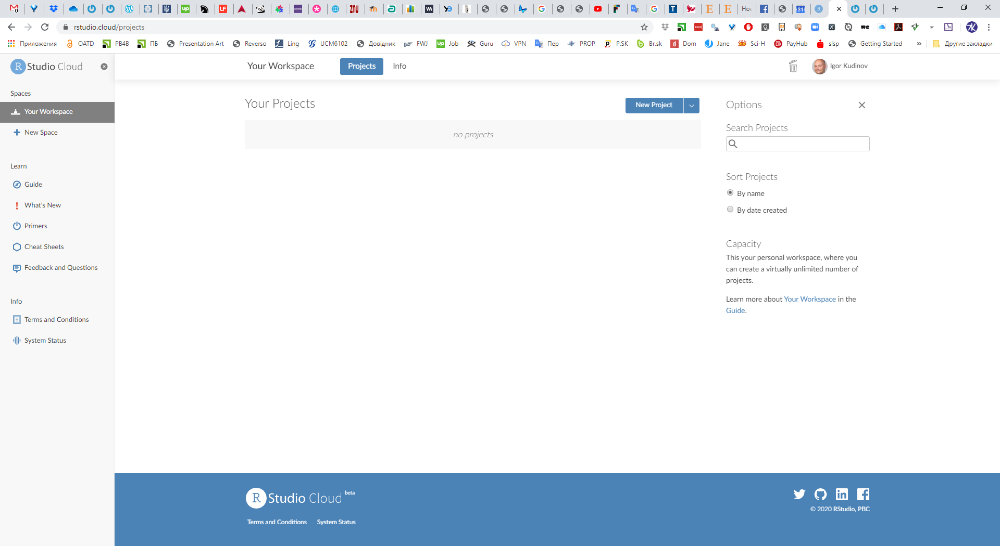 Но
rstudio.cloud/projects
Приложения OATD PB4B ПБ Presentation Art Reverso Ling UCM6102 Довідник FWJ Job Guru VPN Пер PROP P.SK Br.sk Dom Jane Sci-H PayHub slsp Getting Started » Другие закладки
R Studio Cloud
Your Workspace Projects Info
Igor Kudinov
Spaces
Your Workspace
New Space
Learn
Guide
What's New
Primers
Cheat Sheets
Feedback and Questions
Info
Terms and Conditions
System Status
Your Projects
New Project
no projects
Options
Search Projects
Sort Projects
By name
By date created
Capacity
This your personal workspace, where you
can create a virtually unlimited number of
projects.
Learn more about Your Workspace in the
Guide.
R Studio Cloud beta
Terms and Conditions System Status
© 2020 RStudio, PBC